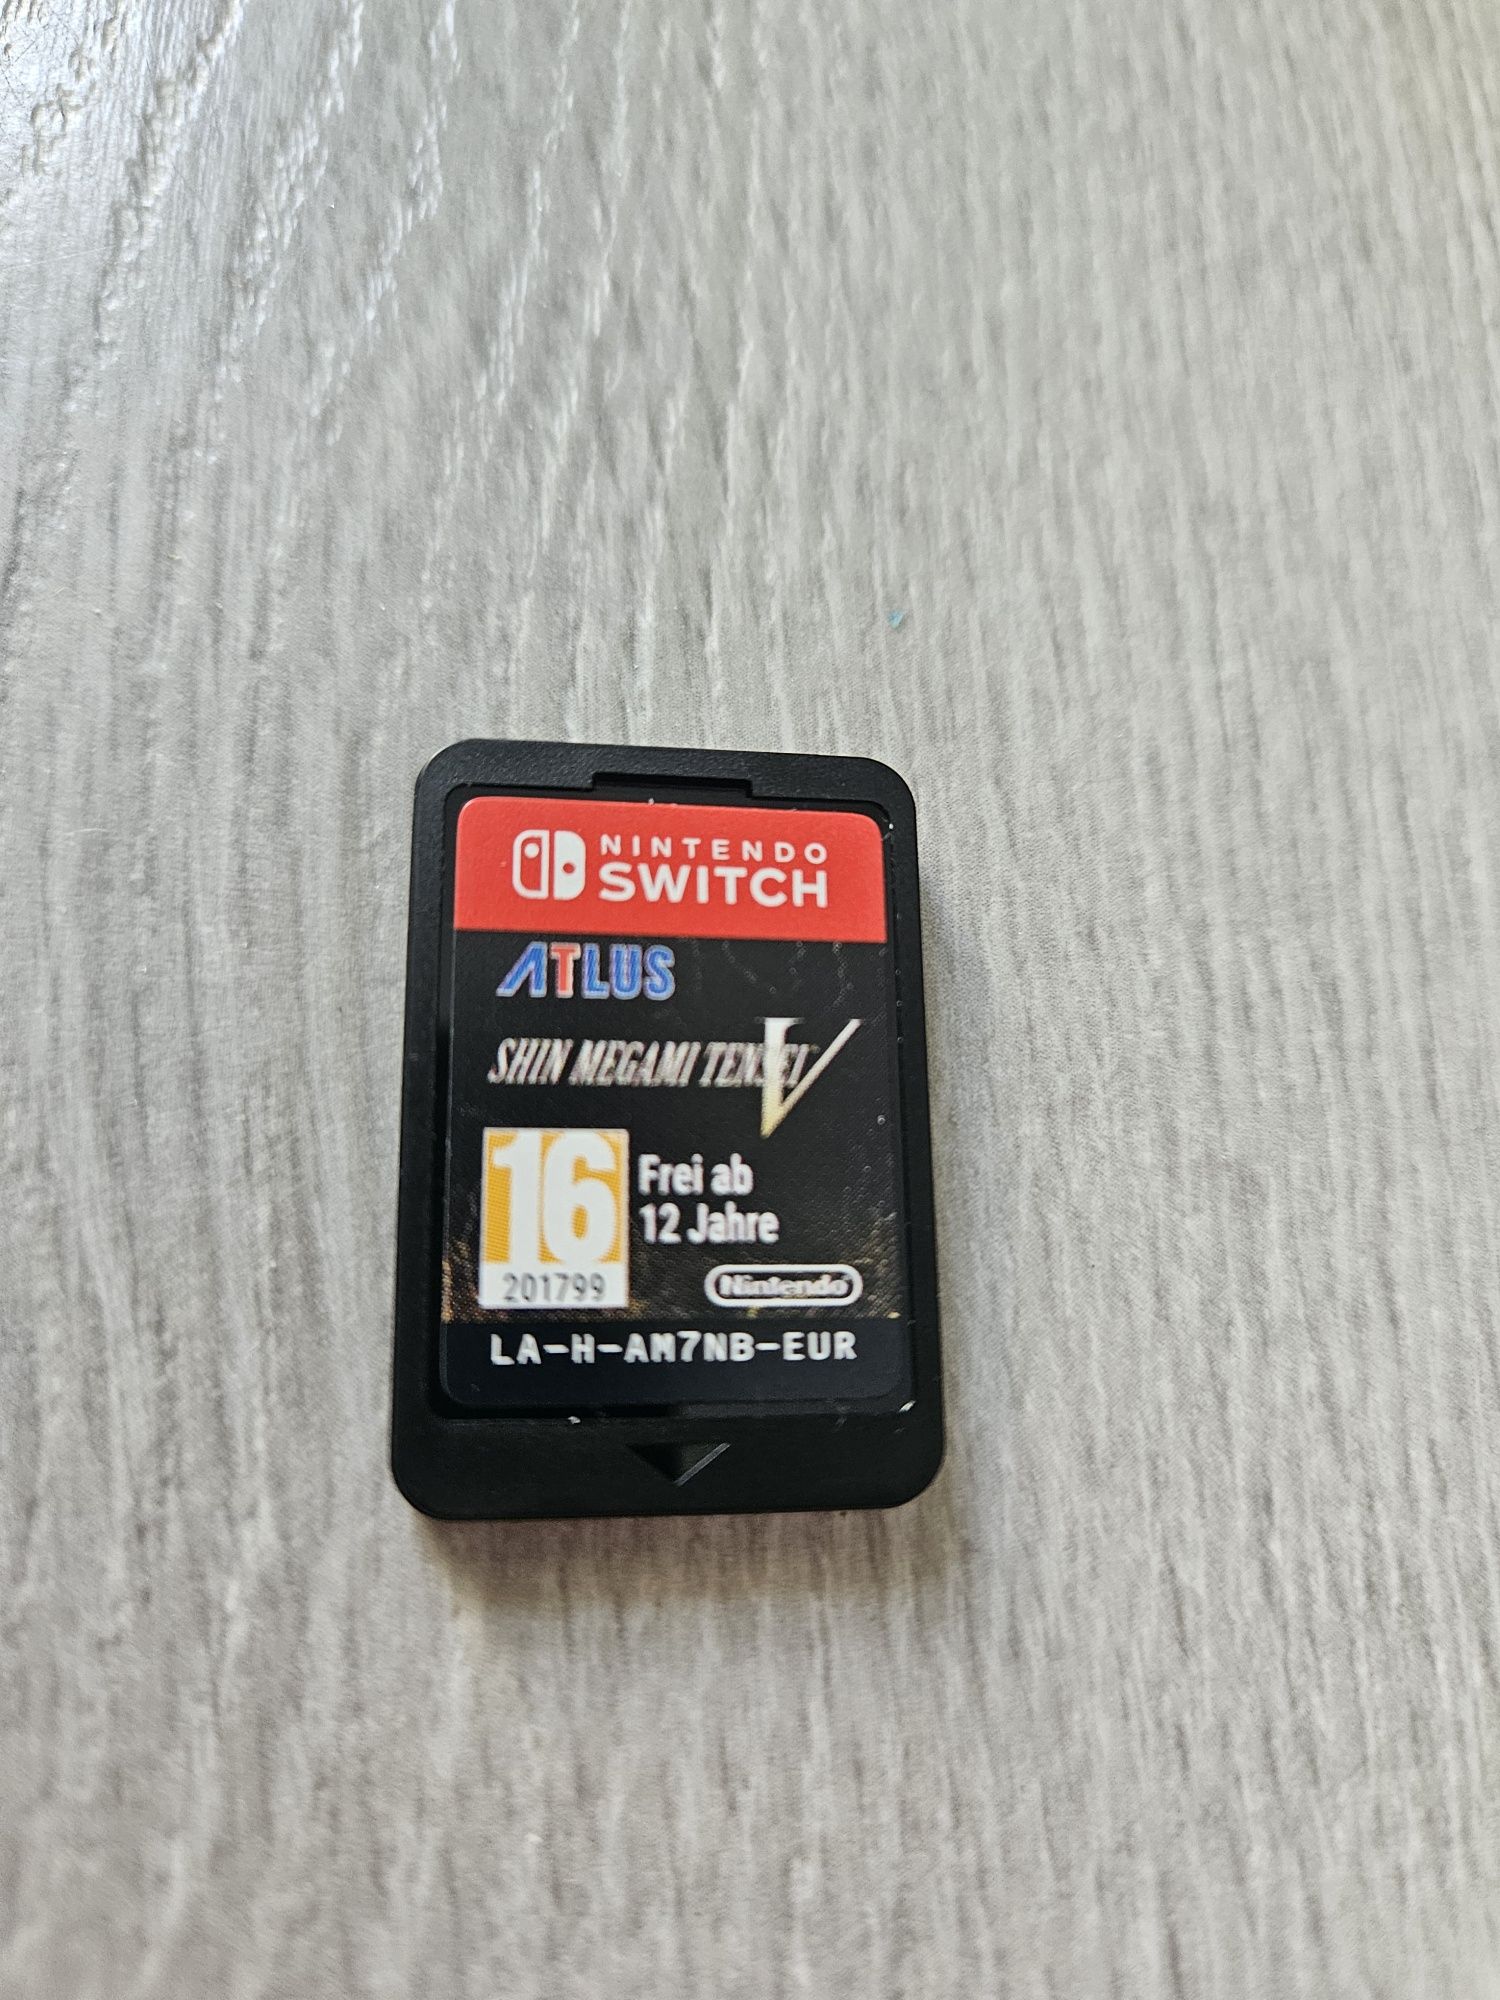 NINTENDO
SWITCH
ATLUS
SHIN MEGAMI TENSEI V
16
201799
Frei ab
12 Jahre
Nintendo
LA-H-AM7NB-EUR